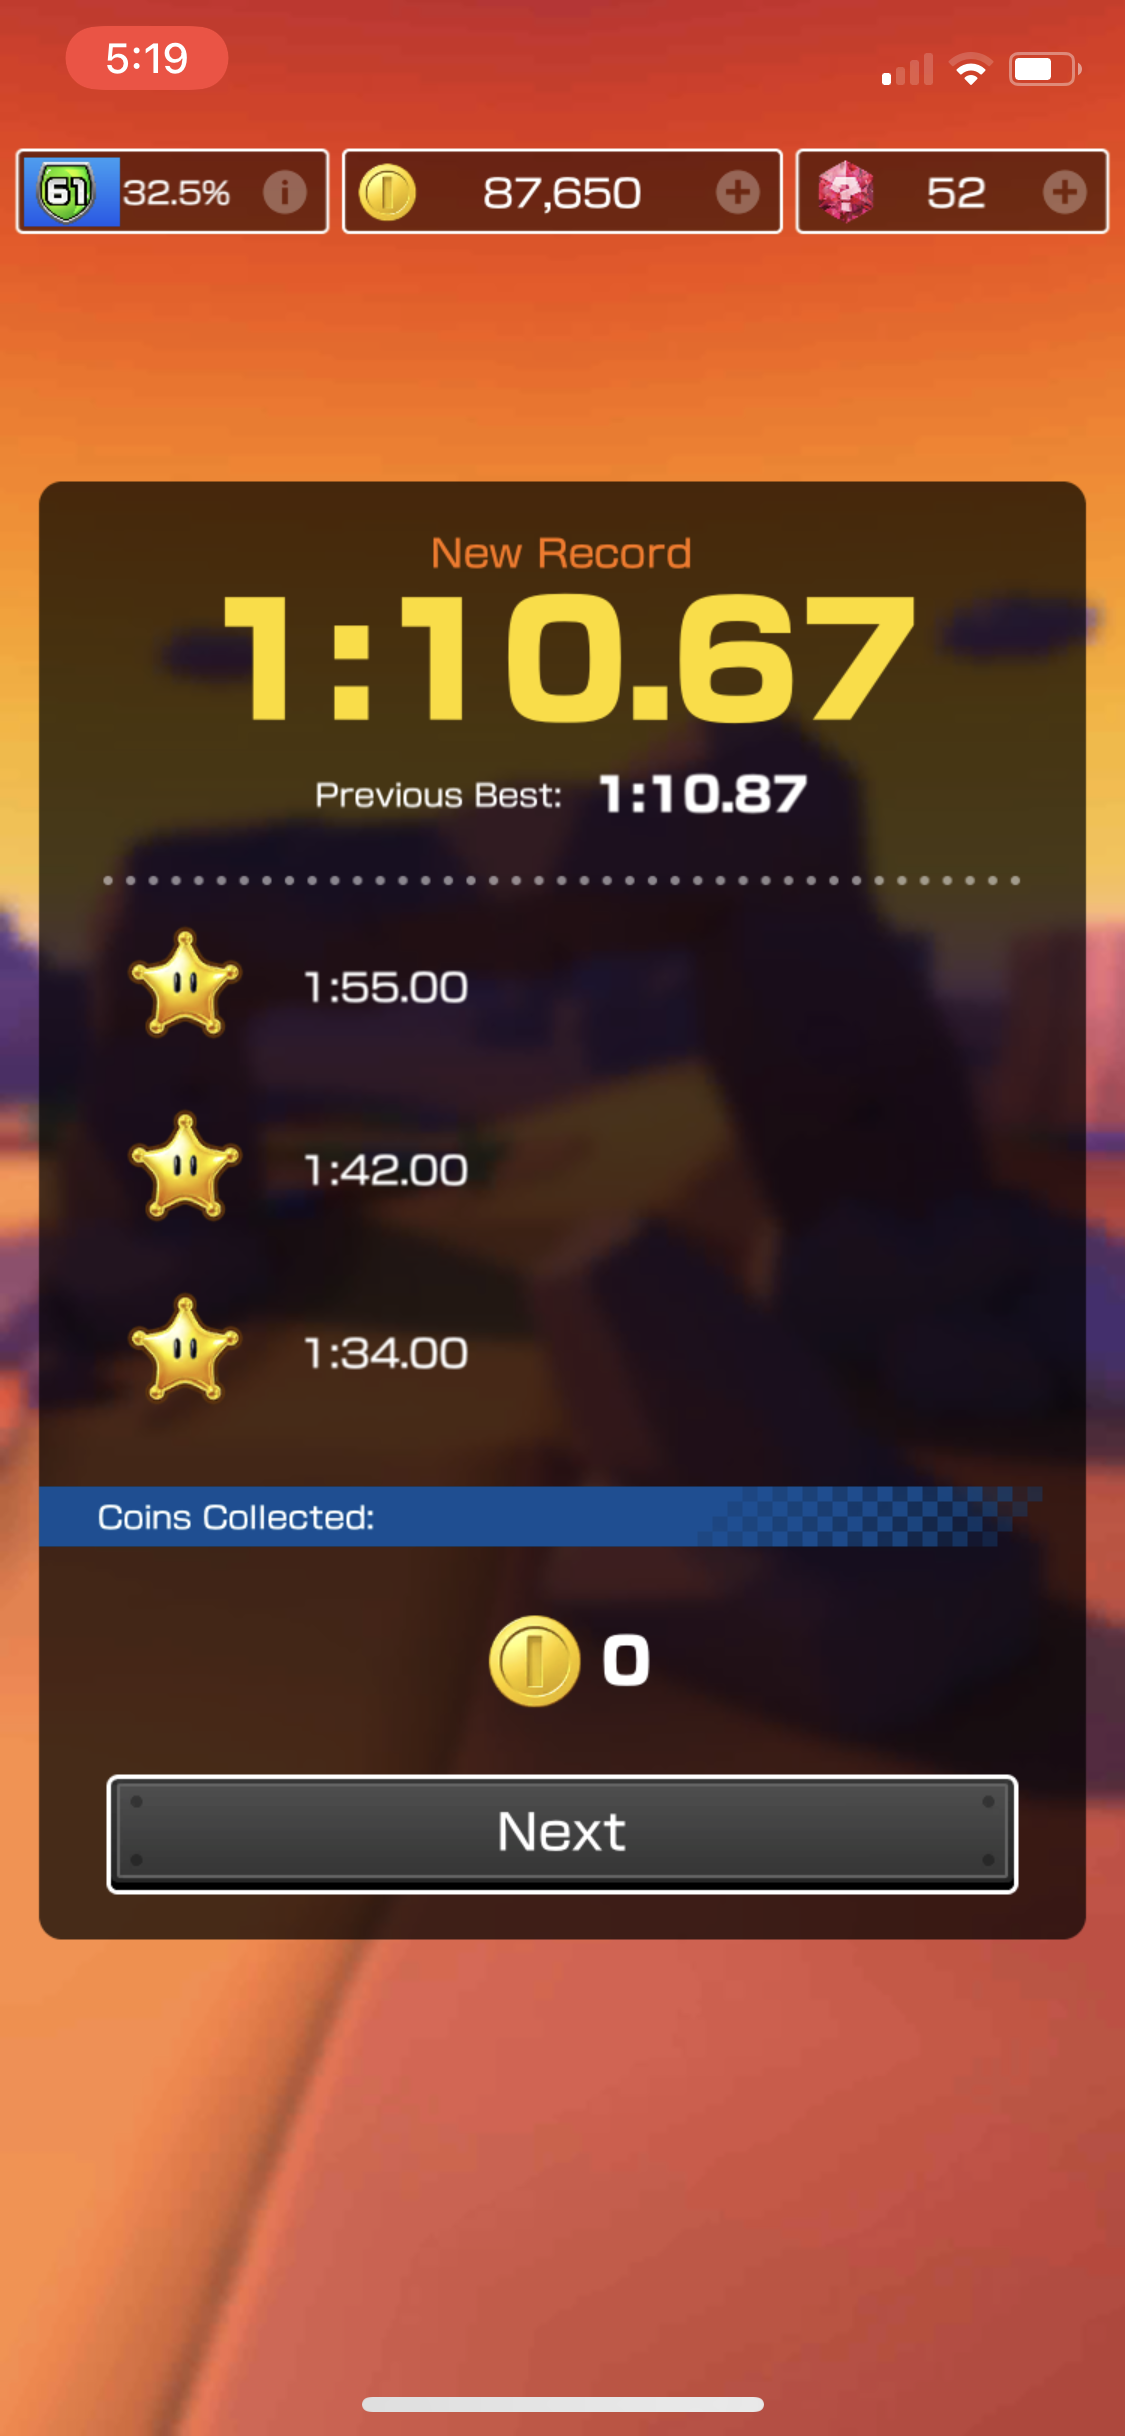 5:19
61 32.5% i 87,650 + ? 52 +
New Record
1:10.67
Previous Best: 1:10.87
1:55.00
1:42.00
1:34.00
Coins Collected:
0
Next